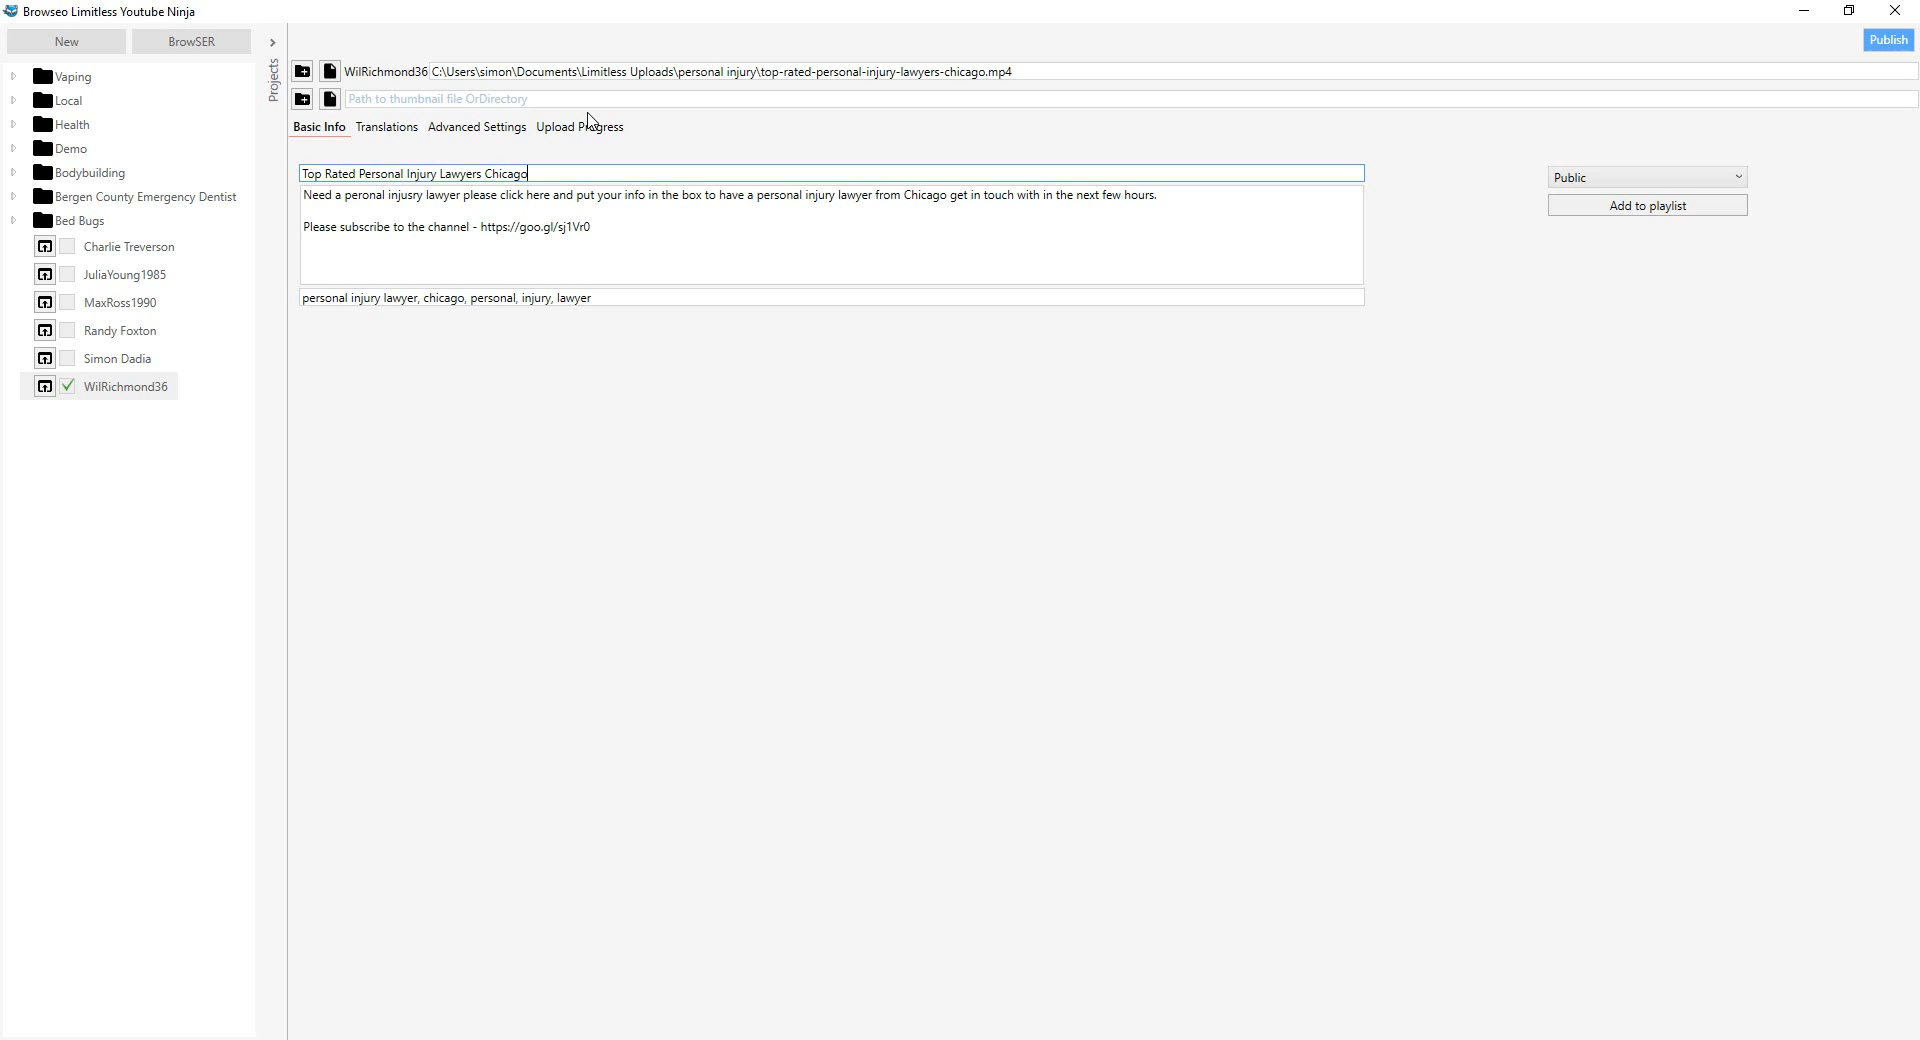 Browseo Limitless Youtube Ninja
New
BrowSER
Projects
Publish
Vaping
Local
Health
Demo
Bodybuilding
Bergen County Emergency Dentist
Bed Bugs
Charlie Treverson
JuliaYoung1985
MaxRoss1990
Randy Foxton
Simon Dadia
WilRichmond36
WilRichmond36 C:\Users\simon\Documents\Limitless Uploads\personal injury\top-rated-personal-injury-lawyers-chicago.mp4
Path to thumbnail file OrDirectory
Basic Info Translations Advanced Settings Upload Progress
Top Rated Personal Injury Lawyers Chicago
Need a peronal injusry lawyer please click here and put your info in the box to have a personal injury lawyer from Chicago get in touch with in the next few hours.
Please subscribe to the channel - https://goo.gl/sj1Vr0
personal injury lawyer, chicago, personal, injury, lawyer
Public
Add to playlist